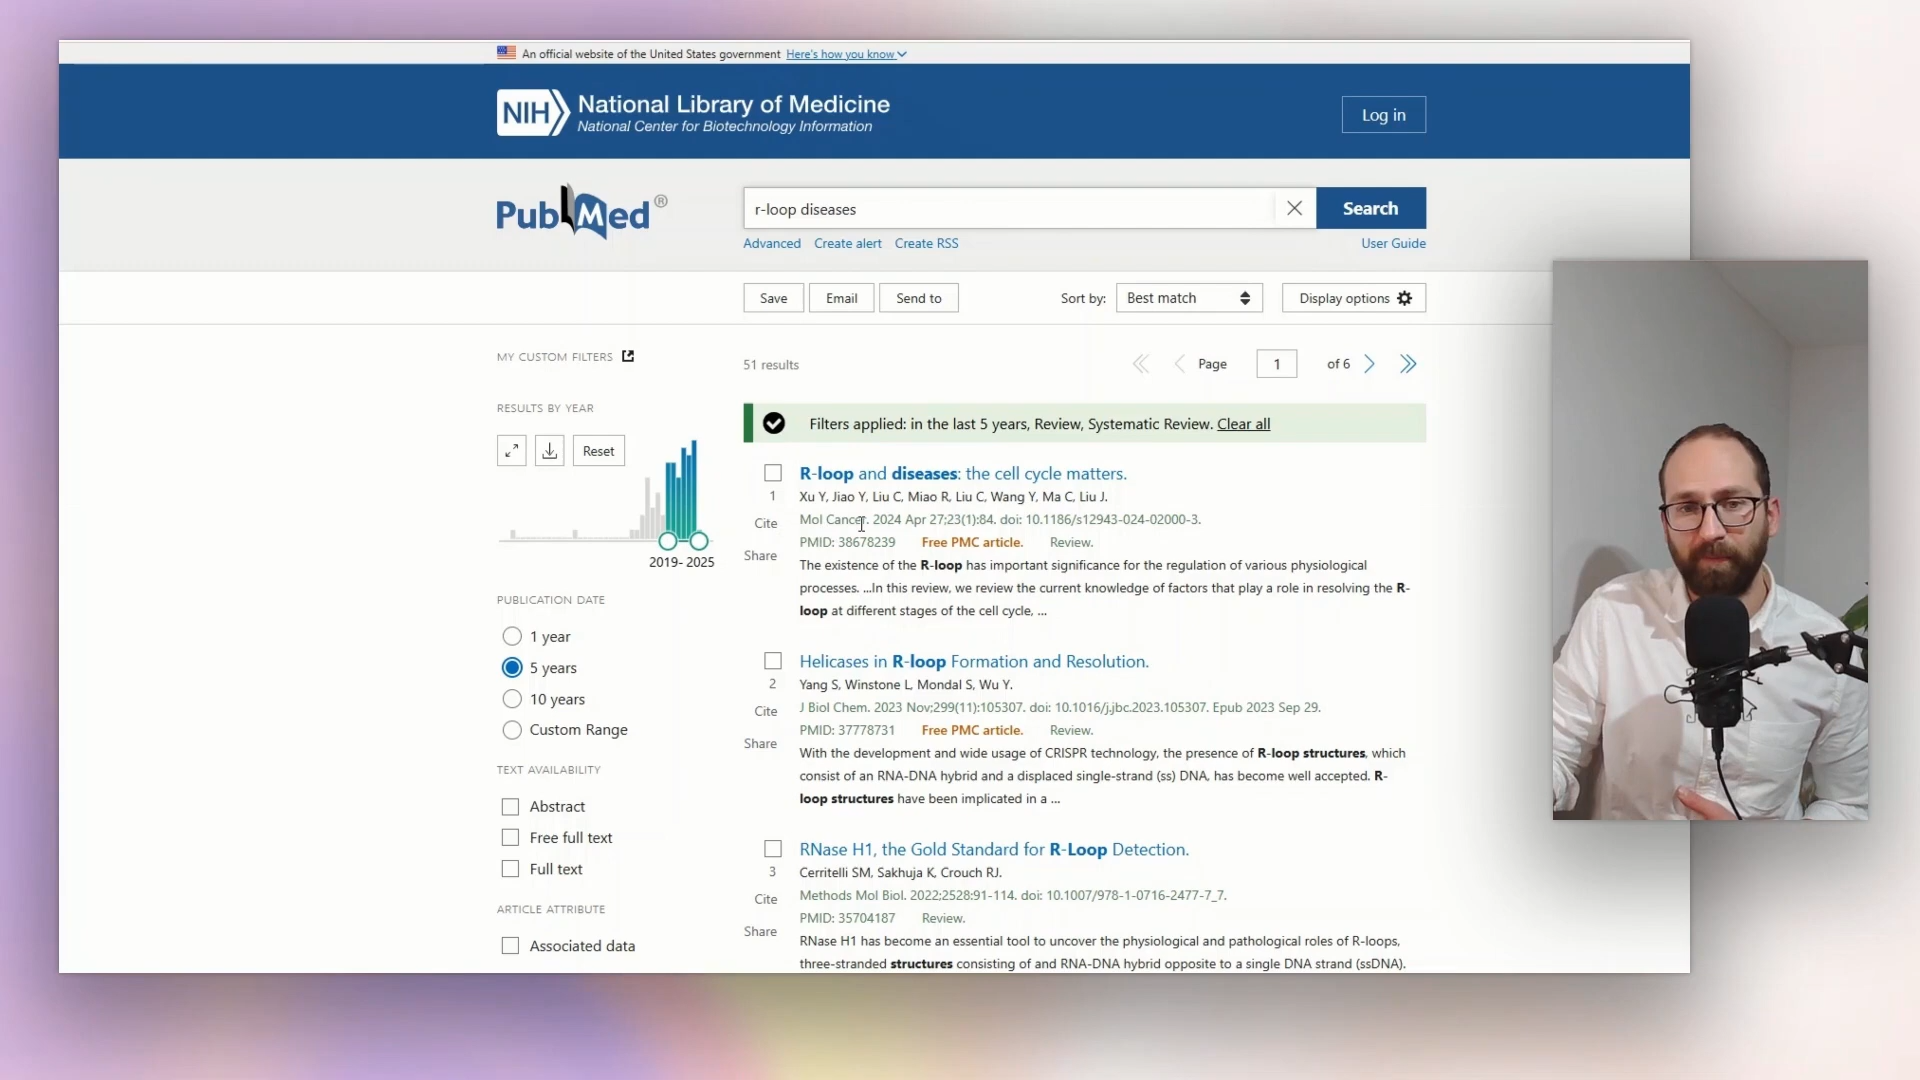 An official website of the United States government Here's how you know
NIH National Library of Medicine
National Center for Biotechnology Information
Log in
PubMed®
r-loop diseases
Search
Advanced Create alert Create RSS
User Guide
Save Email Send to
Sort by: Best match
Display options
MY CUSTOM FILTERS
51 results
Page 1 of 6
RESULTS BY YEAR
Reset
2019- 2025
Filters applied: in the last 5 years, Review, Systematic Review. Clear all
PUBLICATION DATE
1 year
5 years
10 years
Custom Range
TEXT AVAILABILITY
Abstract
Free full text
Full text
ARTICLE ATTRIBUTE
Associated data
R-loop and diseases: the cell cycle matters.
1
Cite
Share
Xu Y, Jiao Y, Liu C, Miao R, Liu C, Wang Y, Ma C, Liu J.
Mol Cancer. 2024 Apr 27;23(1):84. doi: 10.1186/s12943-024-02000-3.
PMID: 38678239 Free PMC article. Review.
The existence of the R-loop has important significance for the regulation of various physiological
processes. ...In this review, we review the current knowledge of factors that play a role in resolving the R-
loop at different stages of the cell cycle, ...
Helicases in R-loop Formation and Resolution.
2
Cite
Share
Yang S, Winstone L, Mondal S, Wu Y.
J Biol Chem. 2023 Nov;299(11):105307. doi: 10.1016/j.jbc.2023.105307. Epub 2023 Sep 29.
PMID: 37778731 Free PMC article. Review.
With the development and wide usage of CRISPR technology, the presence of R-loop structures, which
consist of an RNA-DNA hybrid and a displaced single-strand (ss) DNA, has become well accepted. R-
loop structures have been implicated in a ...
RNase H1, the Gold Standard for R-Loop Detection.
3
Cite
Share
Cerritelli SM, Sakhuja K, Crouch RJ.
Methods Mol Biol. 2022;2528:91-114. doi: 10.1007/978-1-0716-2477-7_7.
PMID: 35704187 Review.
RNase H1 has become an essential tool to uncover the physiological and pathological roles of R-loops,
three-stranded structures consisting of and RNA-DNA hybrid opposite to a single DNA strand (ssDNA).